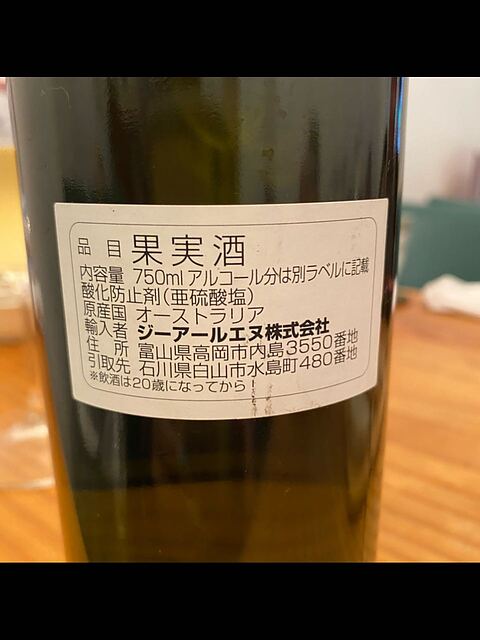 品目 果実酒
内容量 750ml アルコール分は別ラベルに記載
酸化防止剤(亜硫酸塩)
原産国 オーストラリア
輸入者 ジーアールエヌ株式会社
住 所 富山県高岡市内島3550番地
引取先 石川県白山市水島町480番地
※飲酒は20歳になってから!